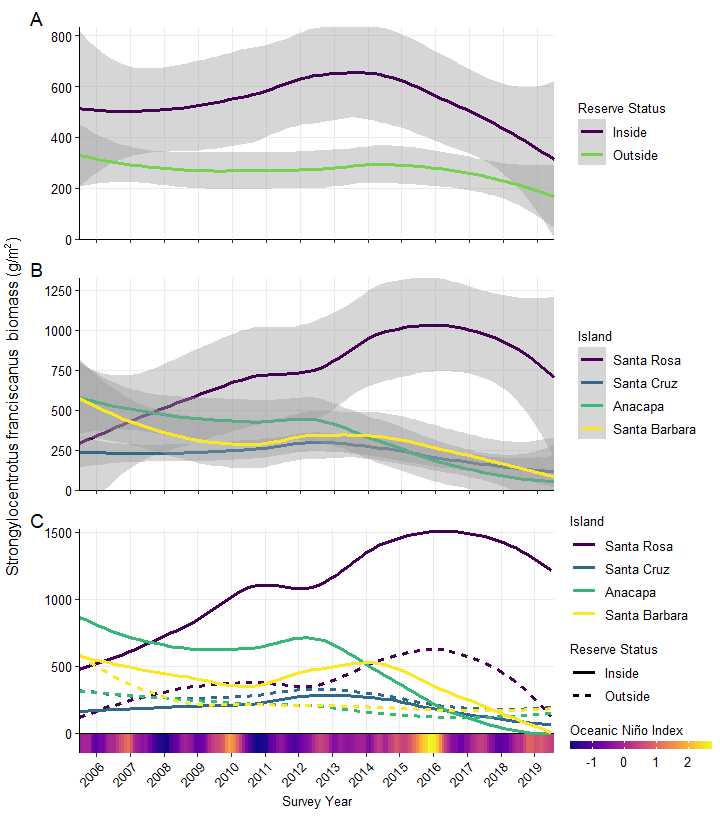 A
800
600
400
200
0
Reserve Status
Inside
Outside
Strongylocentrotus franciscanus biomass (g/m²)
B
1250
1000
750
500
250
0
Island
Santa Rosa
Santa Cruz
Anacapa
Santa Barbara
C
1500
1000
500
0
2006 2007 2008 2009 2010 2011 2012 2013 2014 2015 2016 2017 2018 2019
Survey Year
Island
Santa Rosa
Santa Cruz
Anacapa
Santa Barbara
Reserve Status
Inside
Outside
Oceanic Niño Index
-1 0 1 2